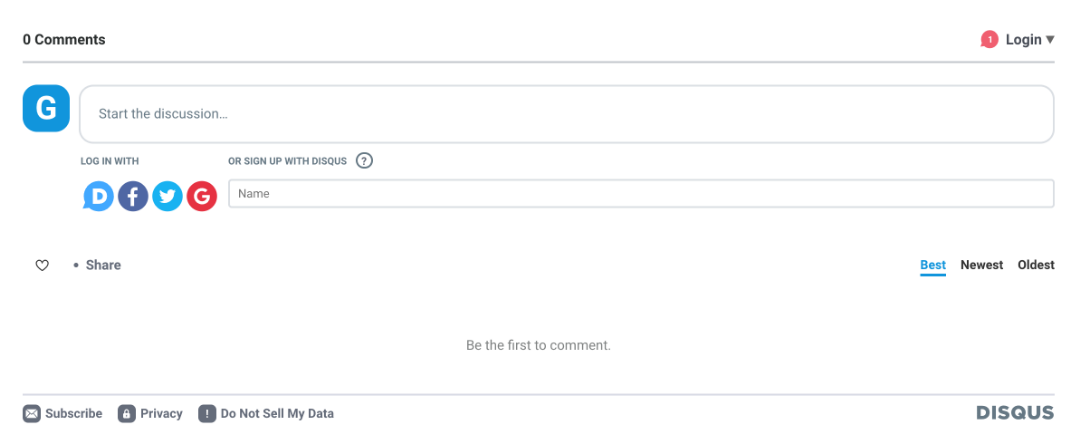 0 Comments 1 Login ▼
G Start the discussion...
LOG IN WITH OR SIGN UP WITH DISQUS ?
D f G Name
• Share Best Newest Oldest
Be the first to comment.
Subscribe Privacy ! Do Not Sell My Data DISQUS